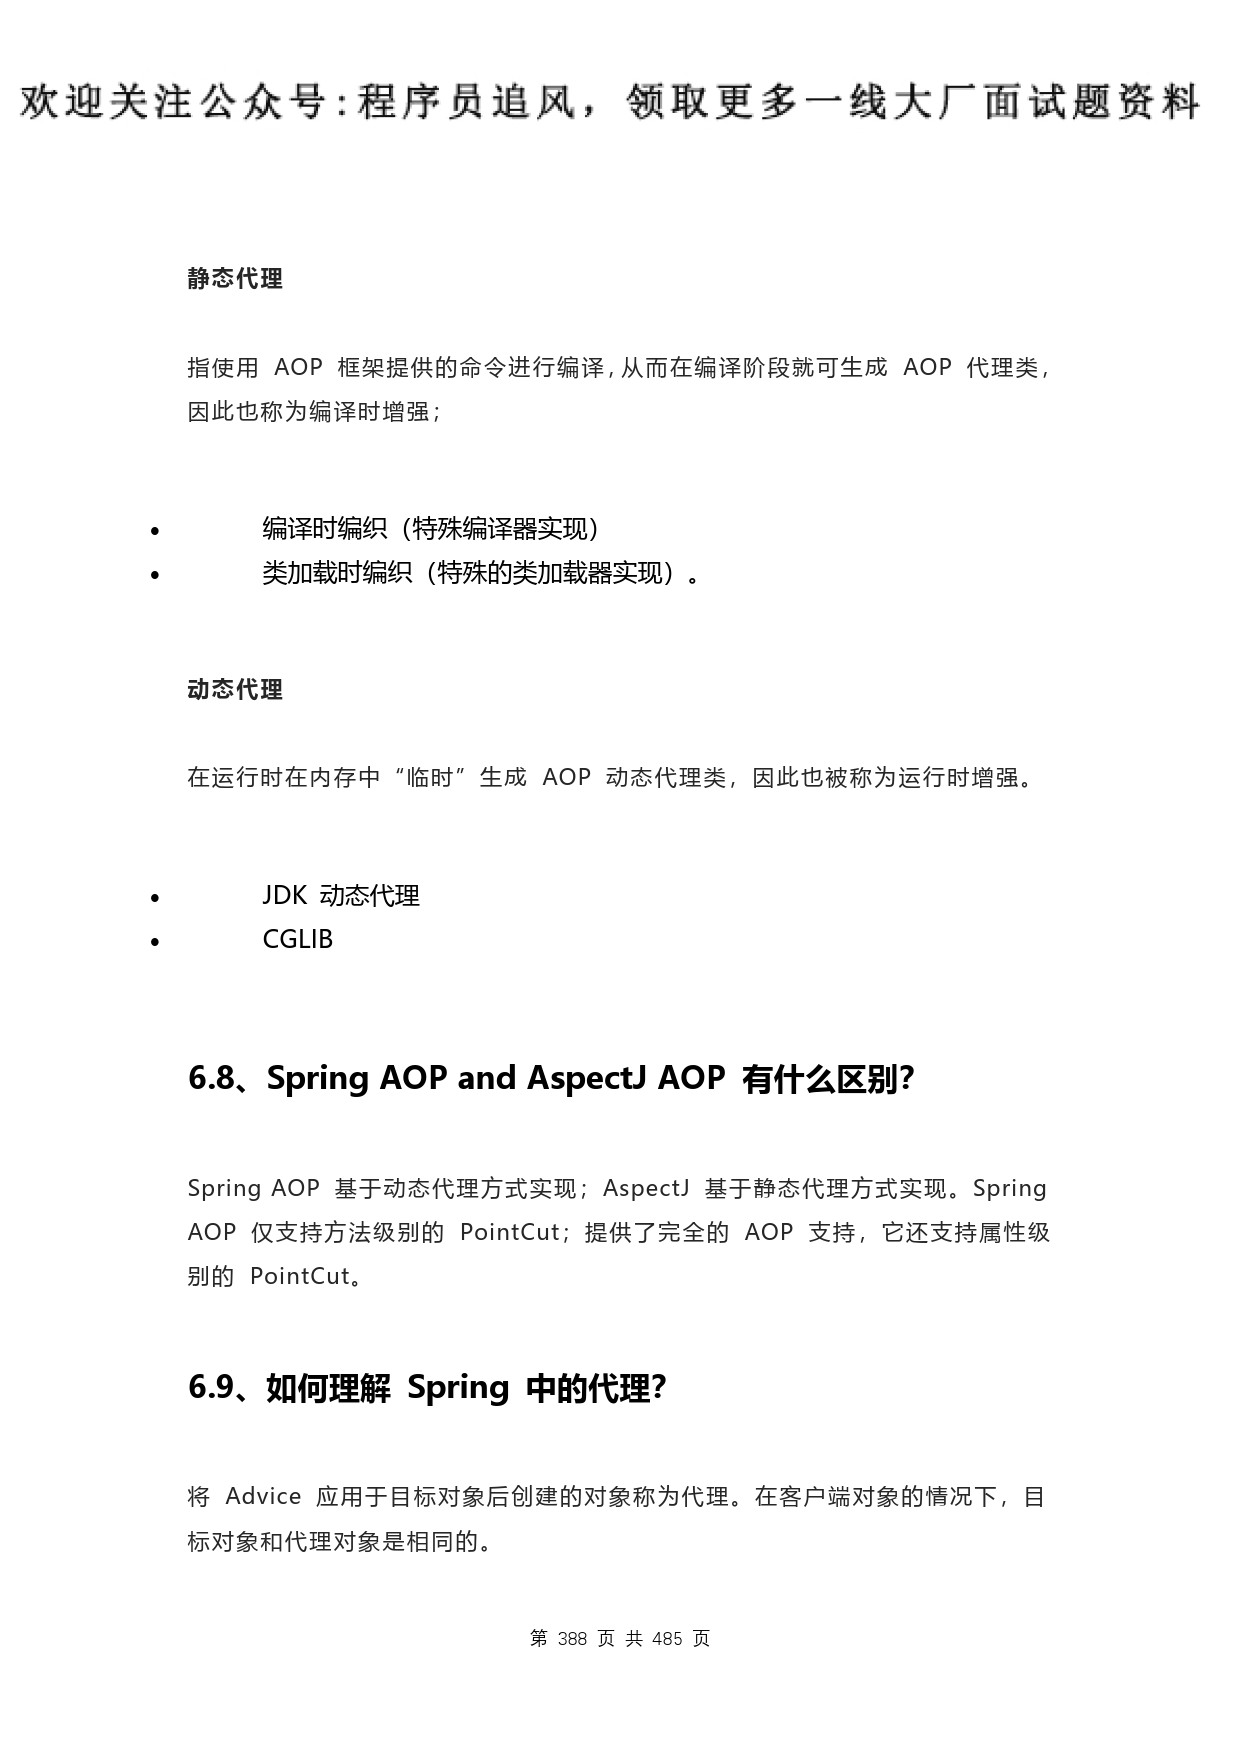 欢迎关注公众号:程序员追风，领取更多一线大厂面试题资料
静态代理
指使用 AOP 框架提供的命令进行编译,从而在编译阶段就可生成 AOP 代理类，
因此也称为编译时增强；
• 编译时编织（特殊编译器实现）
• 类加载时编织（特殊的类加载器实现）。
动态代理
在运行时在内存中“临时”生成 AOP 动态代理类，因此也被称为运行时增强。
• JDK 动态代理
• CGLIB
6.8、Spring AOP and AspectJ AOP 有什么区别？
Spring AOP 基于动态代理方式实现；AspectJ 基于静态代理方式实现。Spring
AOP 仅支持方法级别的 PointCut；提供了完全的 AOP 支持，它还支持属性级
别的 PointCut。
6.9、如何理解 Spring 中的代理？
将 Advice 应用于目标对象后创建的对象称为代理。在客户端对象的情况下，目
标对象和代理对象是相同的。
第 388 页 共 485 页